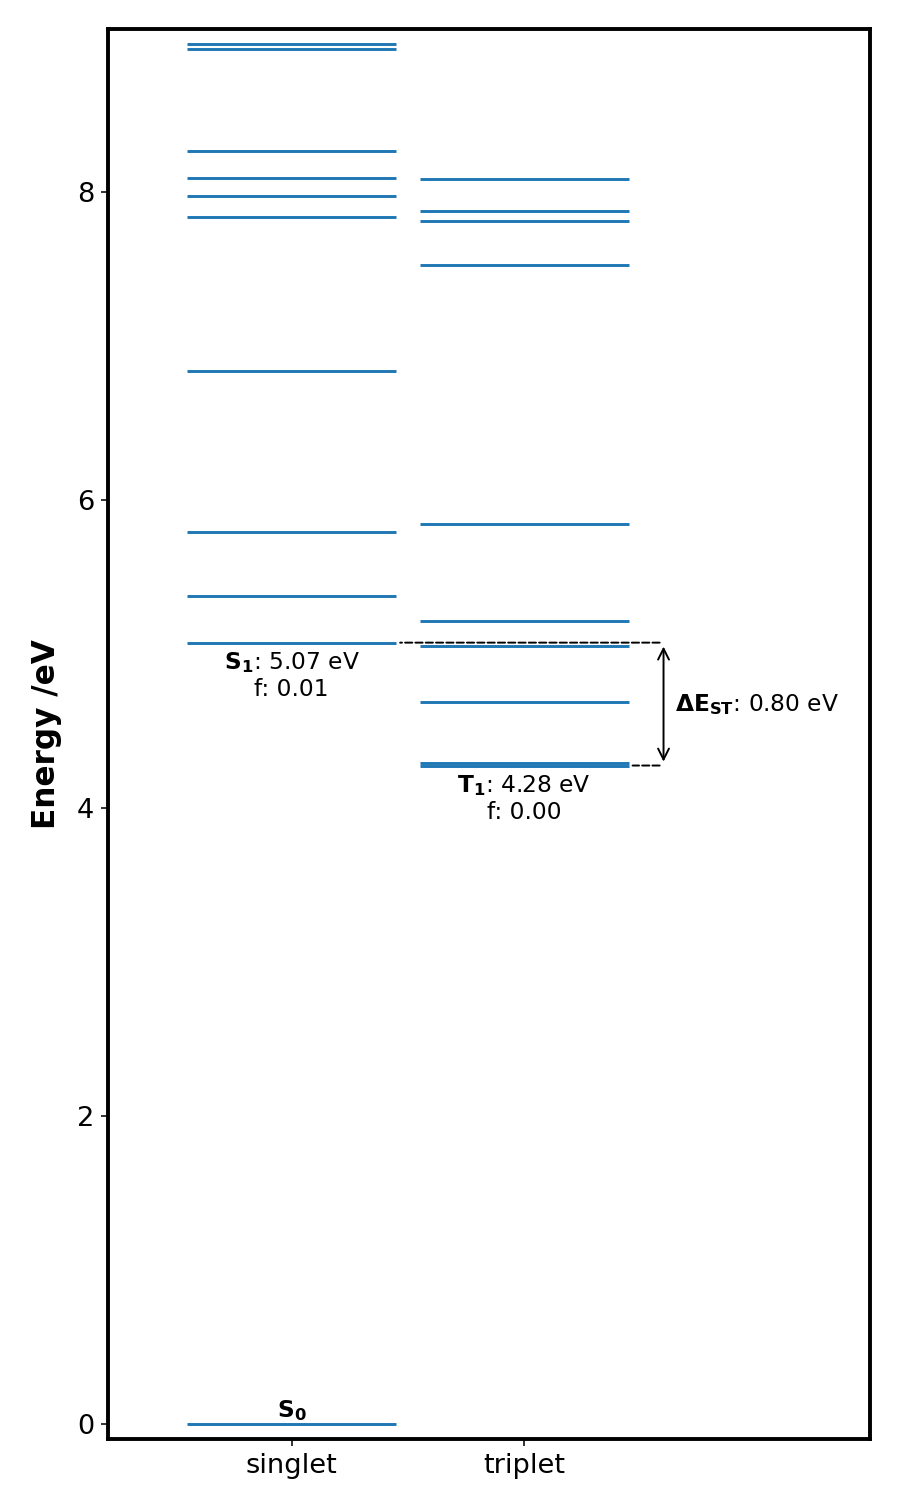 8
6
4
2
0
Energy /eV
S₁: 5.07 eV
f: 0.01
ΔE_ST: 0.80 eV
T₁: 4.28 eV
f: 0.00
S₀
singlet
triplet